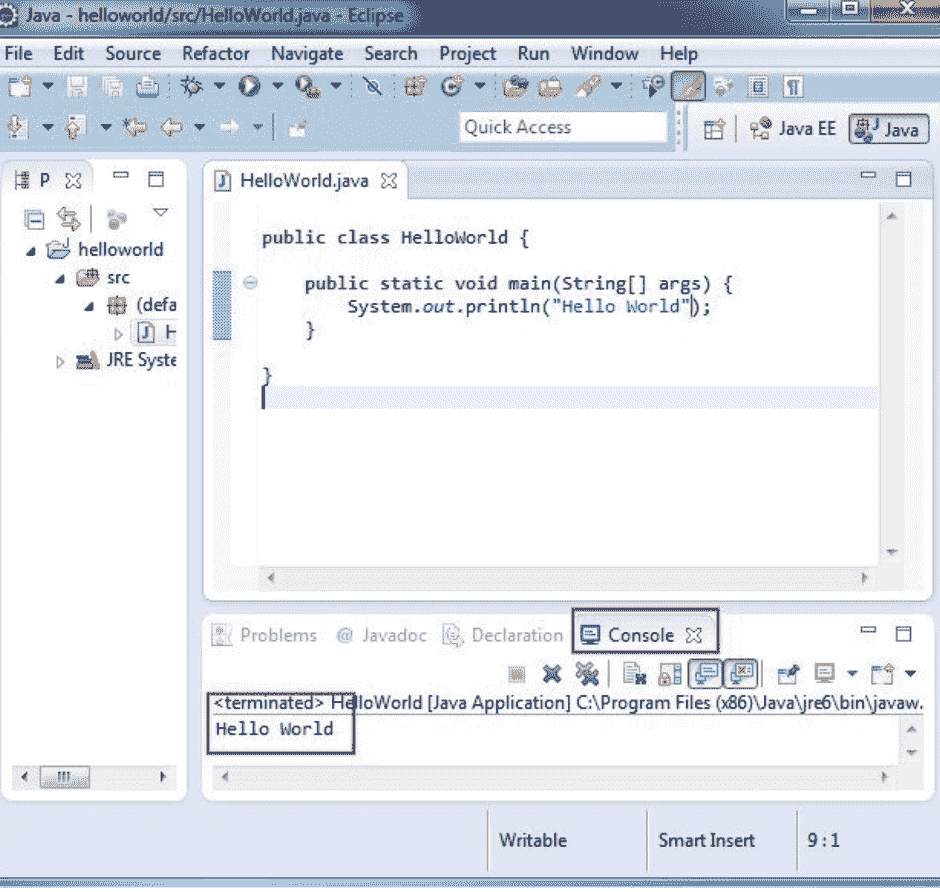 Java - helloworld/src/HelloWorld.java - Eclipse
File Edit Source Refactor Navigate Search Project Run Window Help
Quick Access Java EE Java
P
HelloWorld.java
helloworld
src
(defa
H
JRE Syste
public class HelloWorld {
public static void main(String[] args) {
System.out.println("Hello World");
}
}
Problems @ Javadoc Declaration Console
<terminated> HelloWorld [Java Application] C:\Program Files (x86)\Java\jre6\bin\javaw.
Hello World
Writable Smart Insert 9 : 1